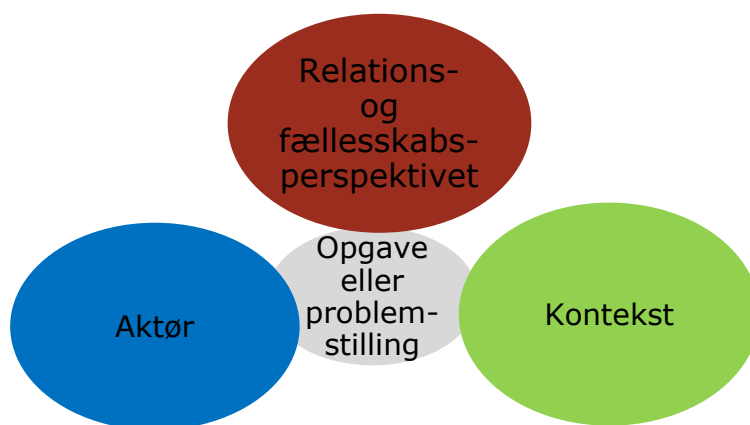 Relations-
og
fællesskabs-
perspektivet
Opgave
eller
problem-
stilling
Aktør
Kontekst